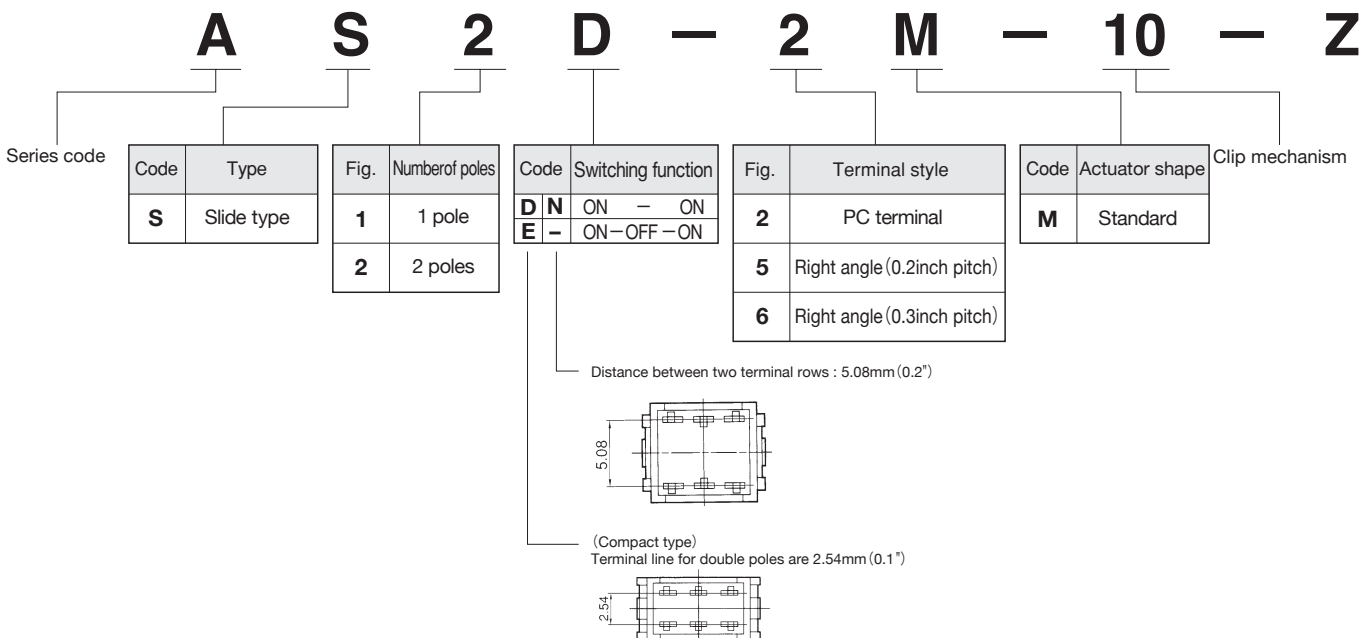 A S 2 D － 2 M － 10 － Z
Series code
Code Type
S Slide type
Fig. Numberof poles
1 1 pole
2 2 poles
Code Switching function
D N ON － ON
E － ON－OFF－ON
Fig. Terminal style
2 PC terminal
5 Right angle(0.2inch pitch)
6 Right angle(0.3inch pitch)
Code Actuator shape
M Standard
Clip mechanism
Distance between two terminal rows : 5.08mm(0.2")
5.08
(Compact type)
Terminal line for double poles are 2.54mm(0.1")
2.54